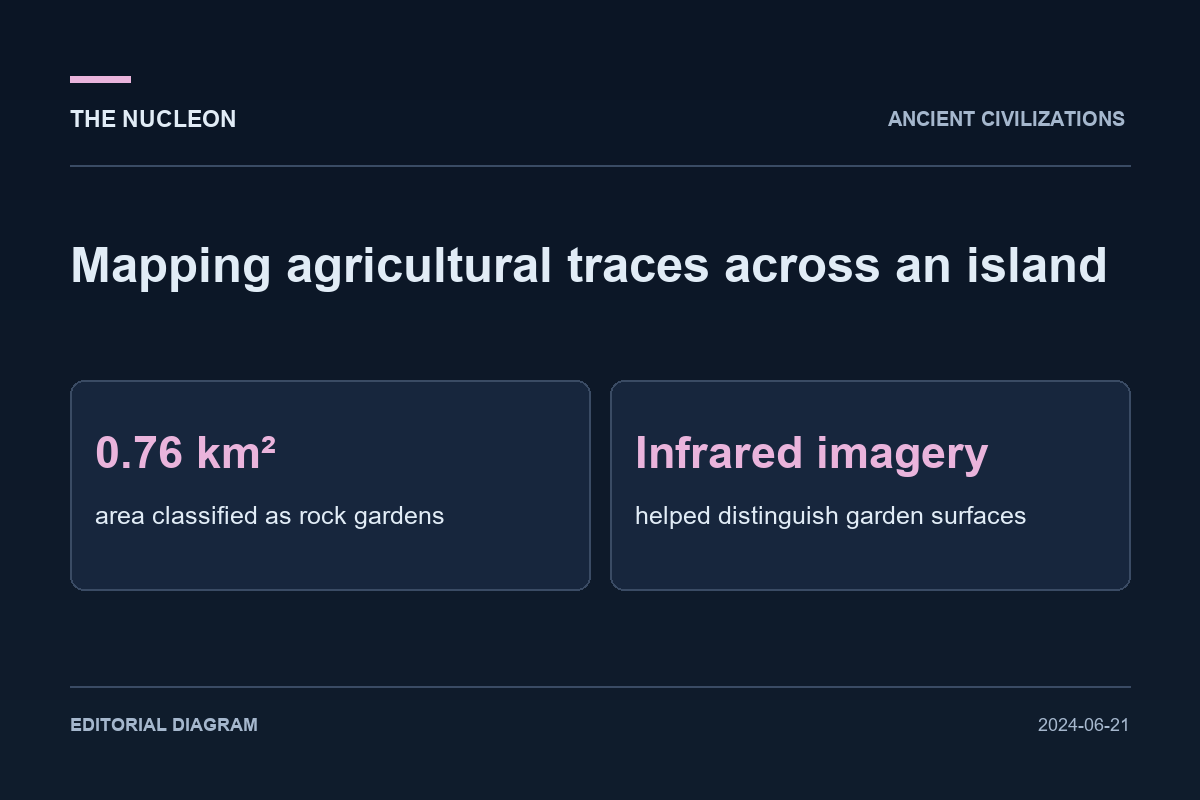 THE NUCLEON
ANCIENT CIVILIZATIONS
Mapping agricultural traces across an island
0.76 km²
area classified as rock gardens
Infrared imagery
helped distinguish garden surfaces
EDITORIAL DIAGRAM
2024-06-21